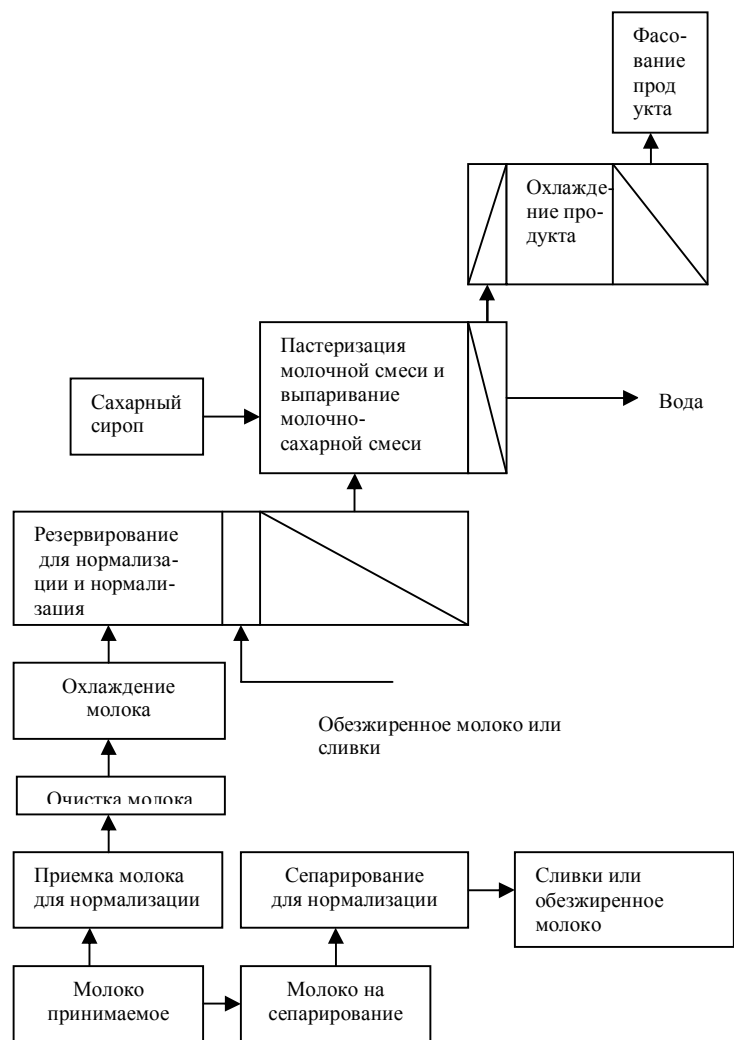 Фасо-
вание
прод
укта
Охлажде-
ние про-
дукта
Пастеризация
молочной смеси и
выпаривание
молочно-
сахарной смеси
Сахарный
сироп
Вода
Резервирование
для нормализа-
ции и нормали-
зация
Охлаждение
молока
Обезжиренное молоко или
сливки
Очистка молока
Приемка молока
для нормализации
Сепарирование
для нормализации
Сливки или
обезжиренное
молоко
Молоко
принимаемое
Молоко на
сепарирование